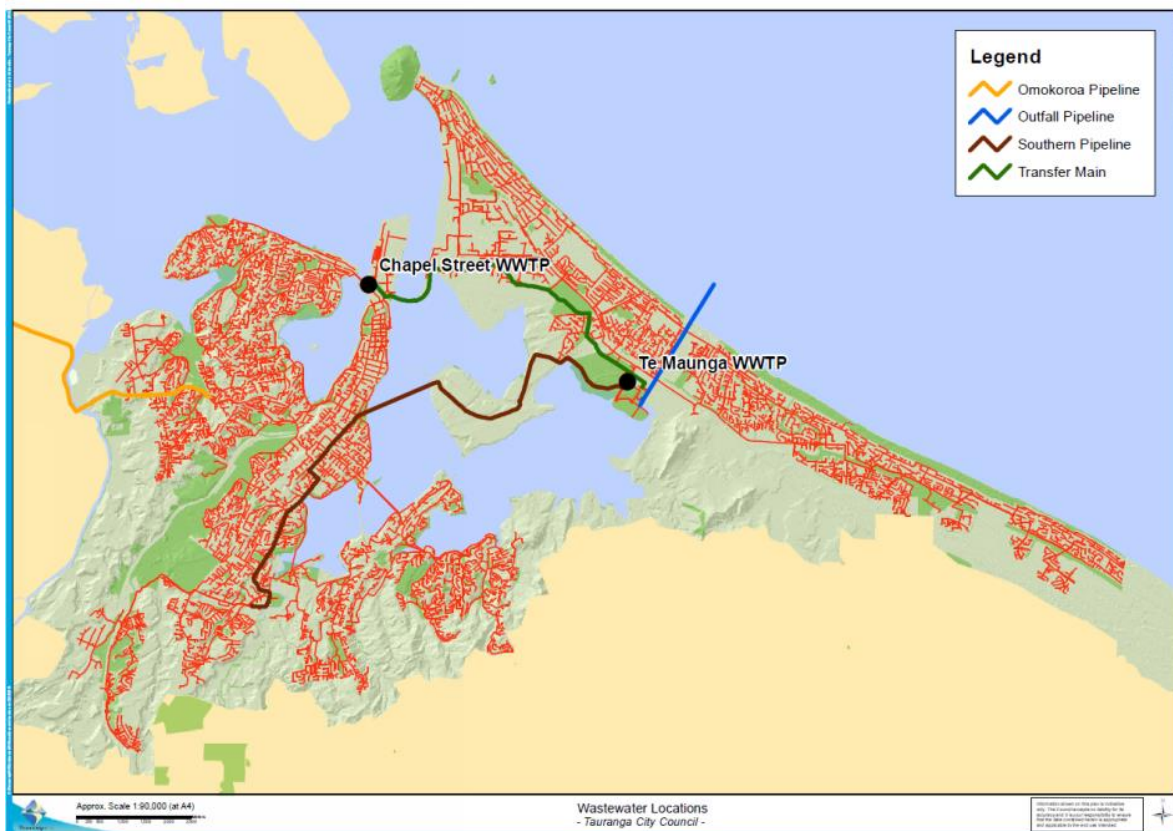 Legend
Omokoroa Pipeline
Outfall Pipeline
Southern Pipeline
Transfer Main
Chapel Street WWTP
Te Maunga WWTP
Approx. Scale 1:90,000 (at A4)
Wastewater Locations
- Tauranga City Council -